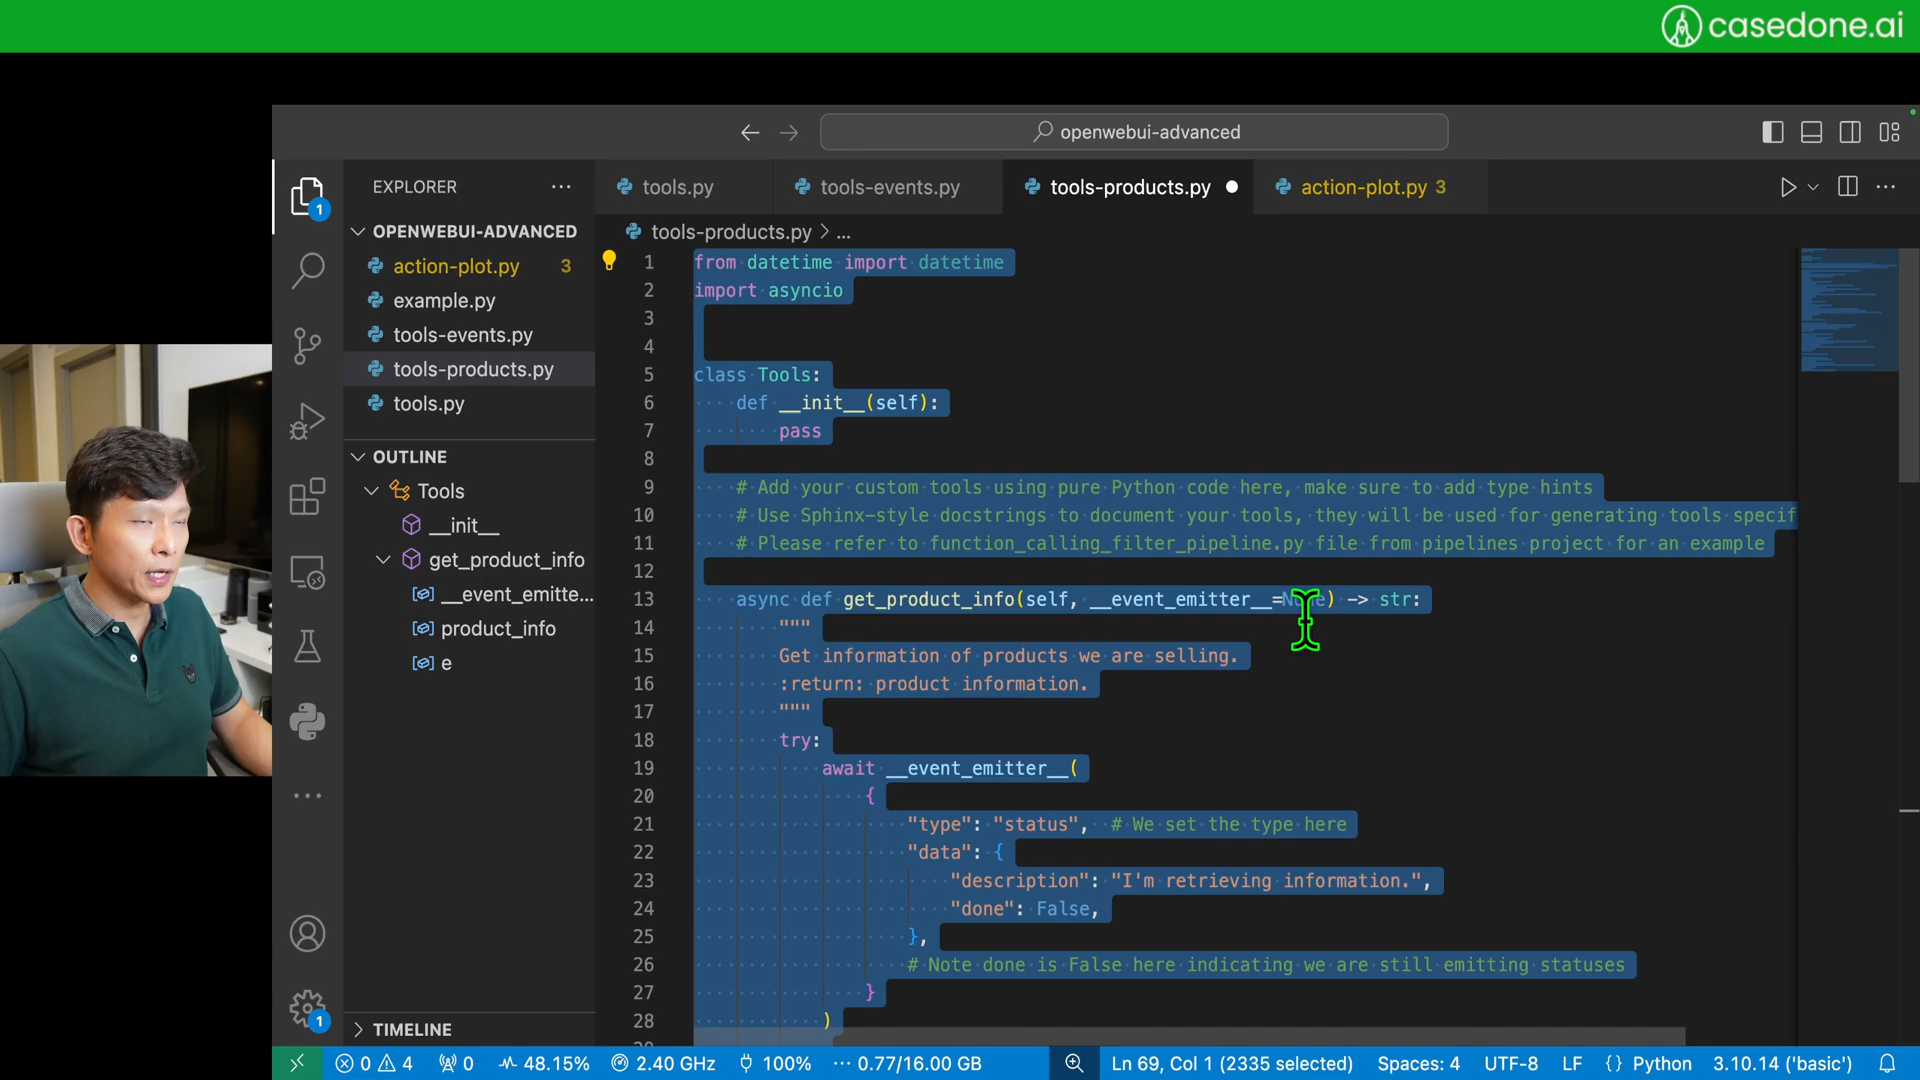 casedone.ai
openwebui-advanced
EXPLORER
tools.py
tools-events.py
tools-products.py
action-plot.py 3
1
OPENWEBUI-ADVANCED
action-plot.py 3
example.py
tools-events.py
tools-products.py
tools.py
OUTLINE
Tools
__init__
get_product_info
__event_emitte...
product_info
e
TIMELINE
tools-products.py > ...
1 from datetime import datetime
2 import asyncio
3
4
5 class Tools:
6 def __init__(self):
7 pass
8
9 # Add your custom tools using pure Python code here, make sure to add type hints
10 # Use Sphinx-style docstrings to document your tools, they will be used for generating tools specif
11 # Please refer to function_calling_filter_pipeline.py file from pipelines project for an example
12
13 async def get_product_info(self, __event_emitter__=None) -> str:
14 """
15 Get information of products we are selling.
16 :return: product information.
17 """
18 try:
19 await __event_emitter__(
20 {
21 "type": "status", # We set the type here
22 "data": {
23 "description": "I'm retrieving information.",
24 "done": False,
25 },
26 # Note done is False here indicating we are still emitting statuses
27 }
28 )
1
0 4 0 48.15% 2.40 GHz 100% ··· 0.77/16.00 GB Ln 69, Col 1 (2335 selected) Spaces: 4 UTF-8 LF {} Python 3.10.14 ('basic')